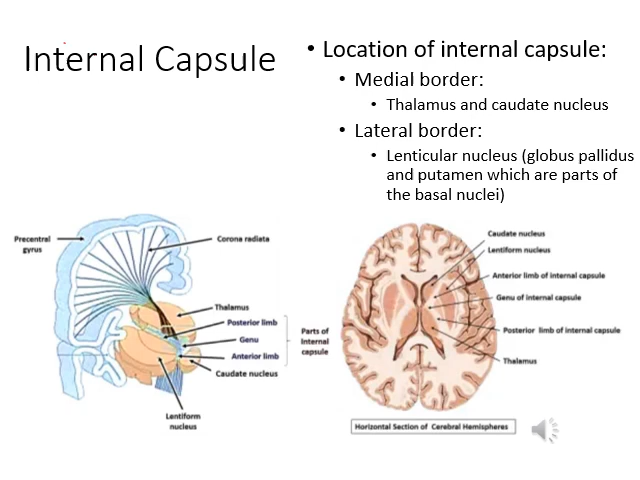 Internal Capsule
• Location of internal capsule:
• Medial border:
• Thalamus and caudate nucleus
• Lateral border:
• Lenticular nucleus (globus pallidus
and putamen which are parts of
the basal nuclei)
Precentral
gyrus
Corona radiata
Thalamus
Posterior limb
Genu
Anterior limb
Caudate nucleus
Parts of
Internal
capsule
Lentiform
nucleus
Caudate nucleus
Lentiform nucleus
Anterior limb of internal capsule
Genu of internal capsule
Posterior limb of internal capsule
Thalamus
Horizontal Section of Cerebral Hemispheres